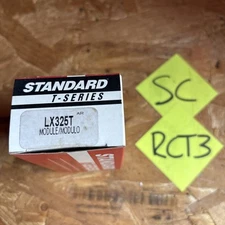 STANDARD
T-SERIES
LX325T
MODULE/MODULO
SC
RCT3